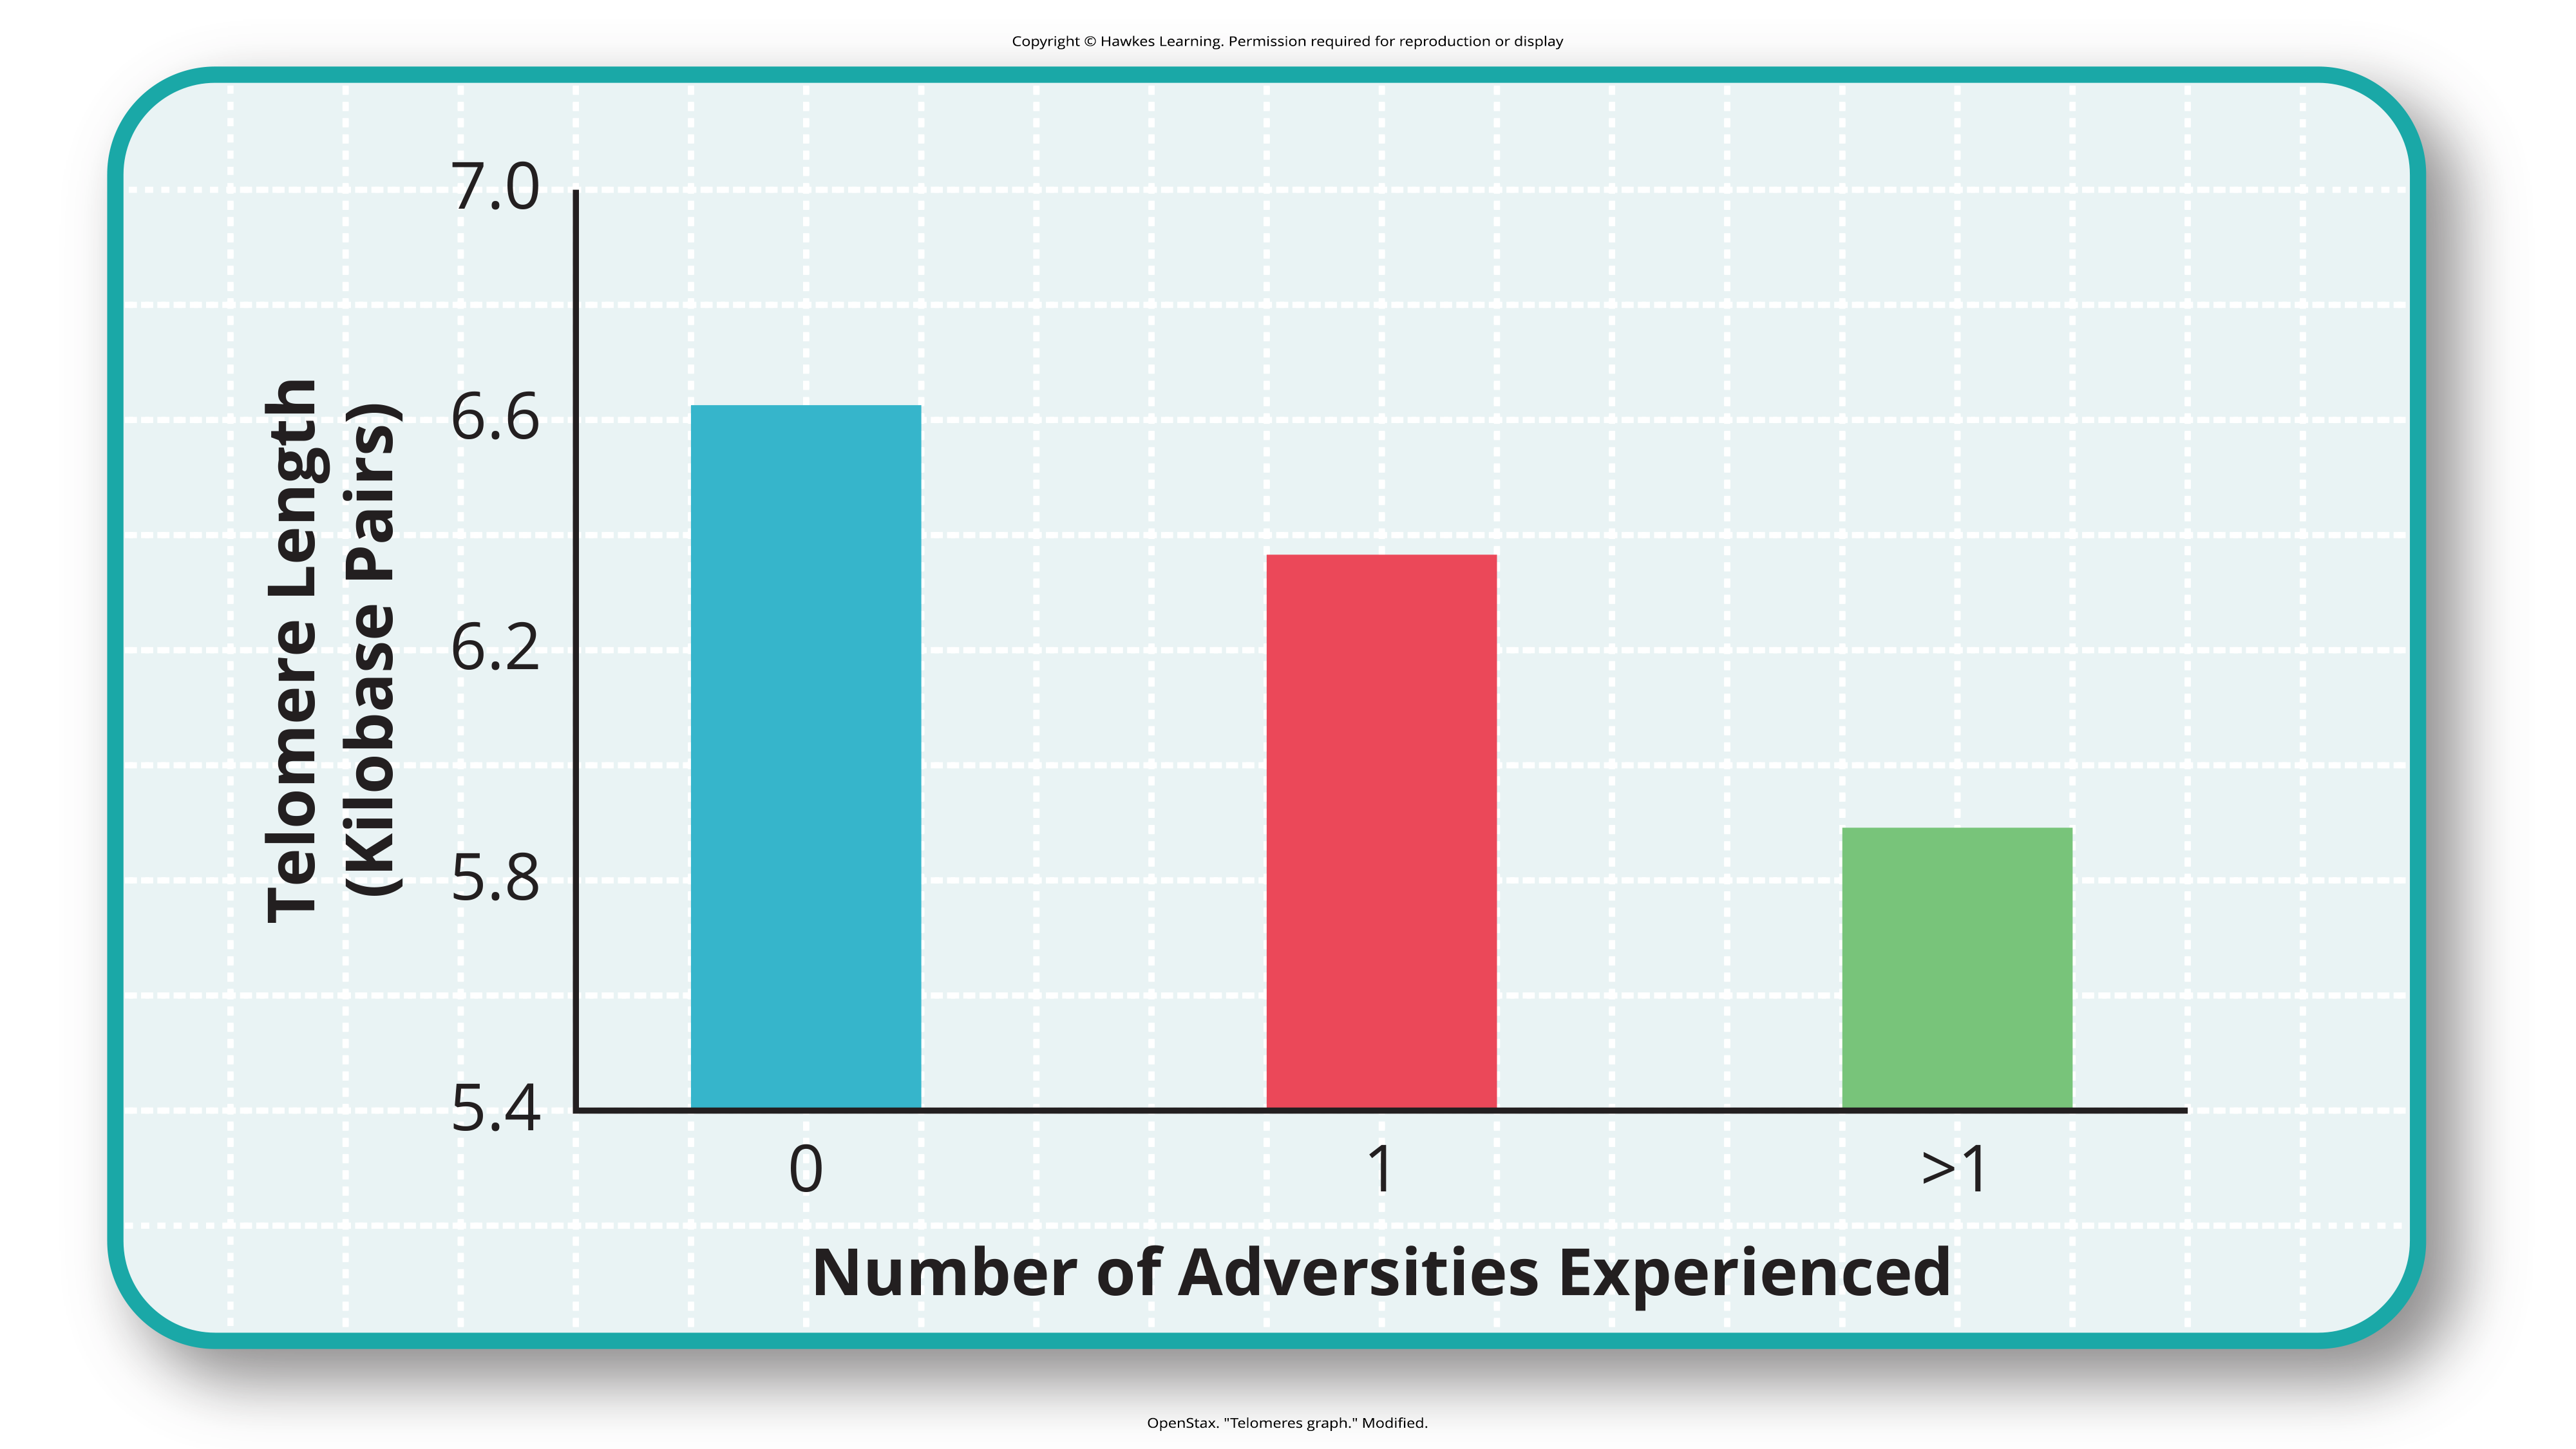 Copyright © Hawkes Learning. Permission required for reproduction or display
7.0
6.6
6.2
5.8
5.4
Telomere Length
(Kilobase Pairs)
0
1
>1
Number of Adversities Experienced
OpenStax. "Telomeres graph." Modified.